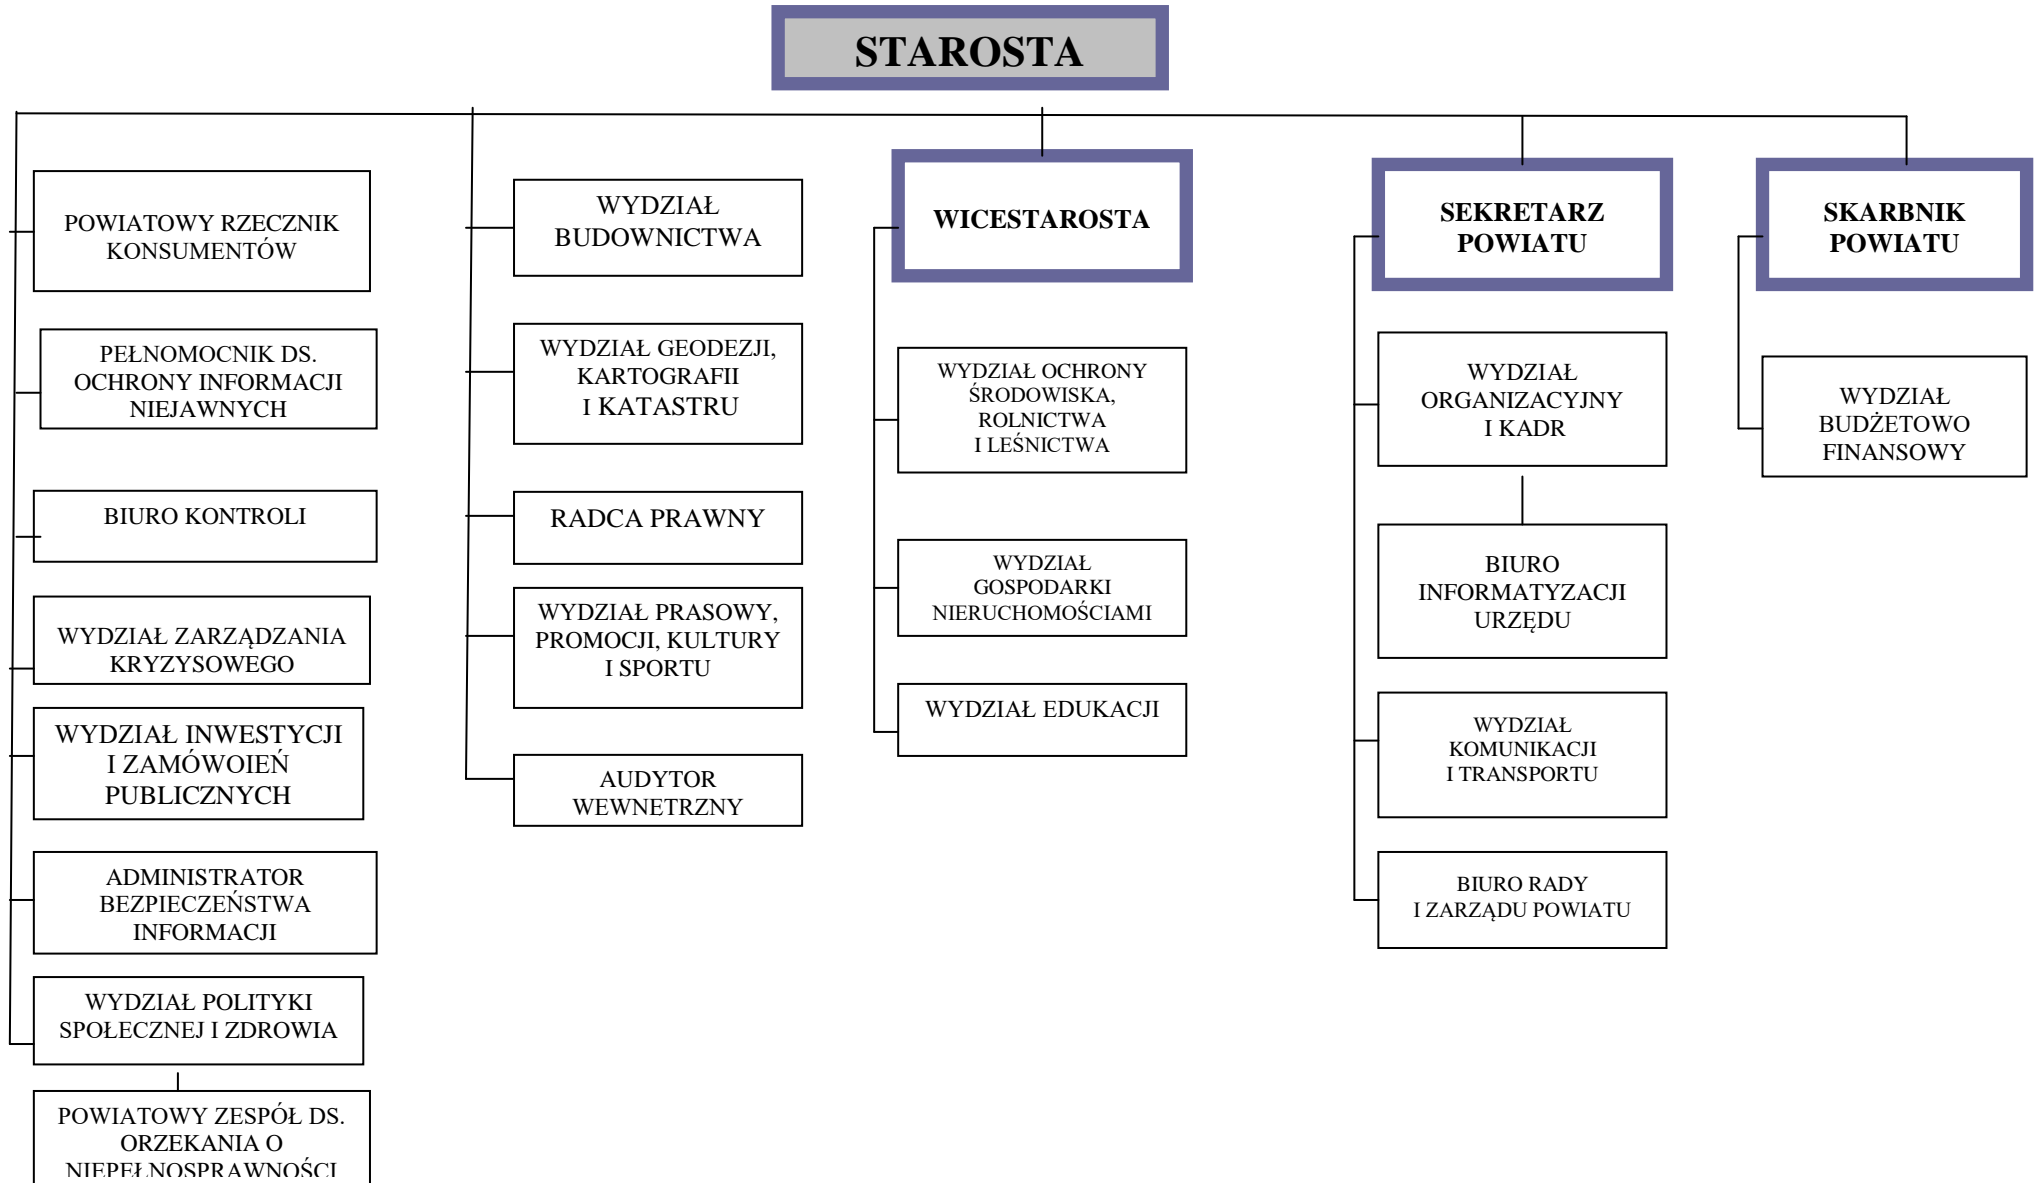 STAROSTA
POWIATOWY RZECZNIK
KONSUMENTÓW
PEŁNOMOCNIK DS.
OCHRONY INFORMACJI
NIEJAWNYCH
BIURO KONTROLI
WYDZIAŁ ZARZĄDZANIA
KRYZYSOWEGO
WYDZIAŁ INWESTYCJI
I ZAMÓWOIEŃ
PUBLICZNYCH
ADMINISTRATOR
BEZPIECZEŃSTWA
INFORMACJI
WYDZIAŁ POLITYKI
SPOŁECZNEJ I ZDROWIA
POWIATOWY ZESPÓŁ DS.
ORZEKANIA O
NIEPEŁNOSPRAWNOŚCI
WYDZIAŁ
BUDOWNICTWA
WYDZIAŁ GEODEZJI,
KARTOGRAFII
I KATASTRU
RADCA PRAWNY
WYDZIAŁ PRASOWY,
PROMOCJI, KULTURY
I SPORTU
AUDYTOR
WEWNETRZNY
WICESTAROSTA
WYDZIAŁ OCHRONY
ŚRODOWISKA,
ROLNICTWA
I LEŚNICTWA
WYDZIAŁ
GOSPODARKI
NIERUCHOMOŚCIAMI
WYDZIAŁ EDUKACJI
SEKRETARZ
POWIATU
WYDZIAŁ
ORGANIZACYJNY
I KADR
BIURO
INFORMATYZACJI
URZĘDU
WYDZIAŁ
KOMUNIKACJI
I TRANSPORTU
BIURO RADY
I ZARZĄDU POWIATU
SKARBNIK
POWIATU
WYDZIAŁ
BUDŻETOWO
FINANSOWY